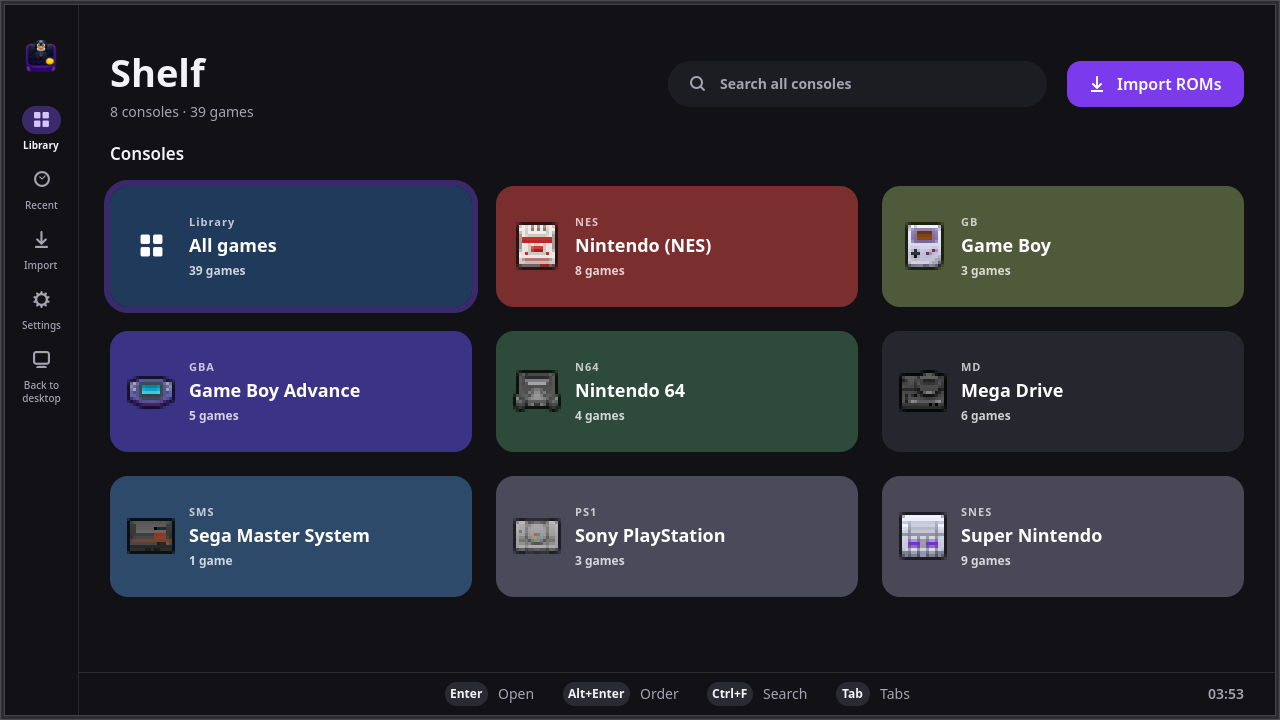 Shelf
8 consoles · 39 games
Search all consoles
Import ROMs
Library
Recent
Import
Settings
Back to
desktop
Consoles
Library
All games
39 games
NES
Nintendo (NES)
8 games
GB
Game Boy
3 games
GBA
Game Boy Advance
5 games
N64
Nintendo 64
4 games
MD
Mega Drive
6 games
SMS
Sega Master System
1 game
PS1
Sony PlayStation
3 games
SNES
Super Nintendo
9 games
Enter Open Alt+Enter Order Ctrl+F Search Tab Tabs 03:53